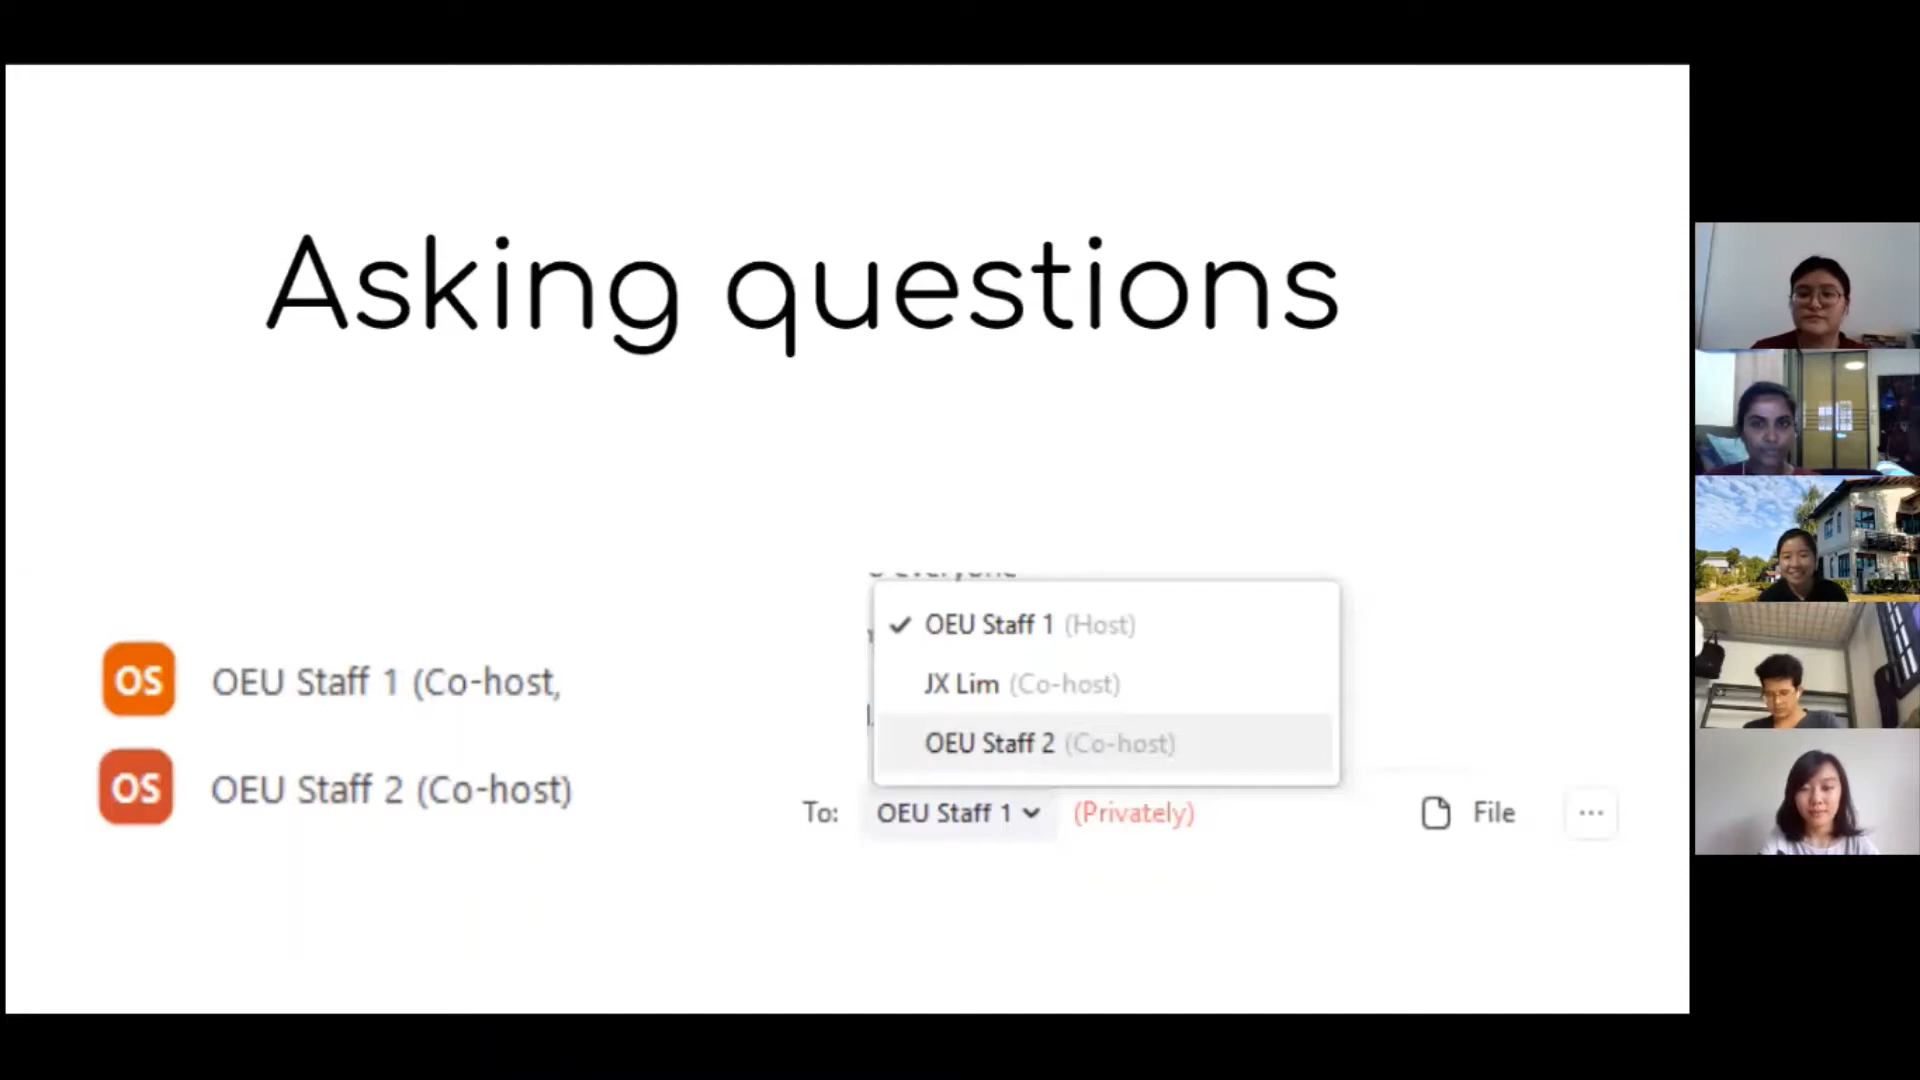 Asking questions
OS OEU Staff 1 (Co-host,
OS OEU Staff 2 (Co-host)
everyone
✓ OEU Staff 1 (Host)
JX Lim (Co-host)
OEU Staff 2 (Co-host)
To: OEU Staff 1 (Privately) File ...